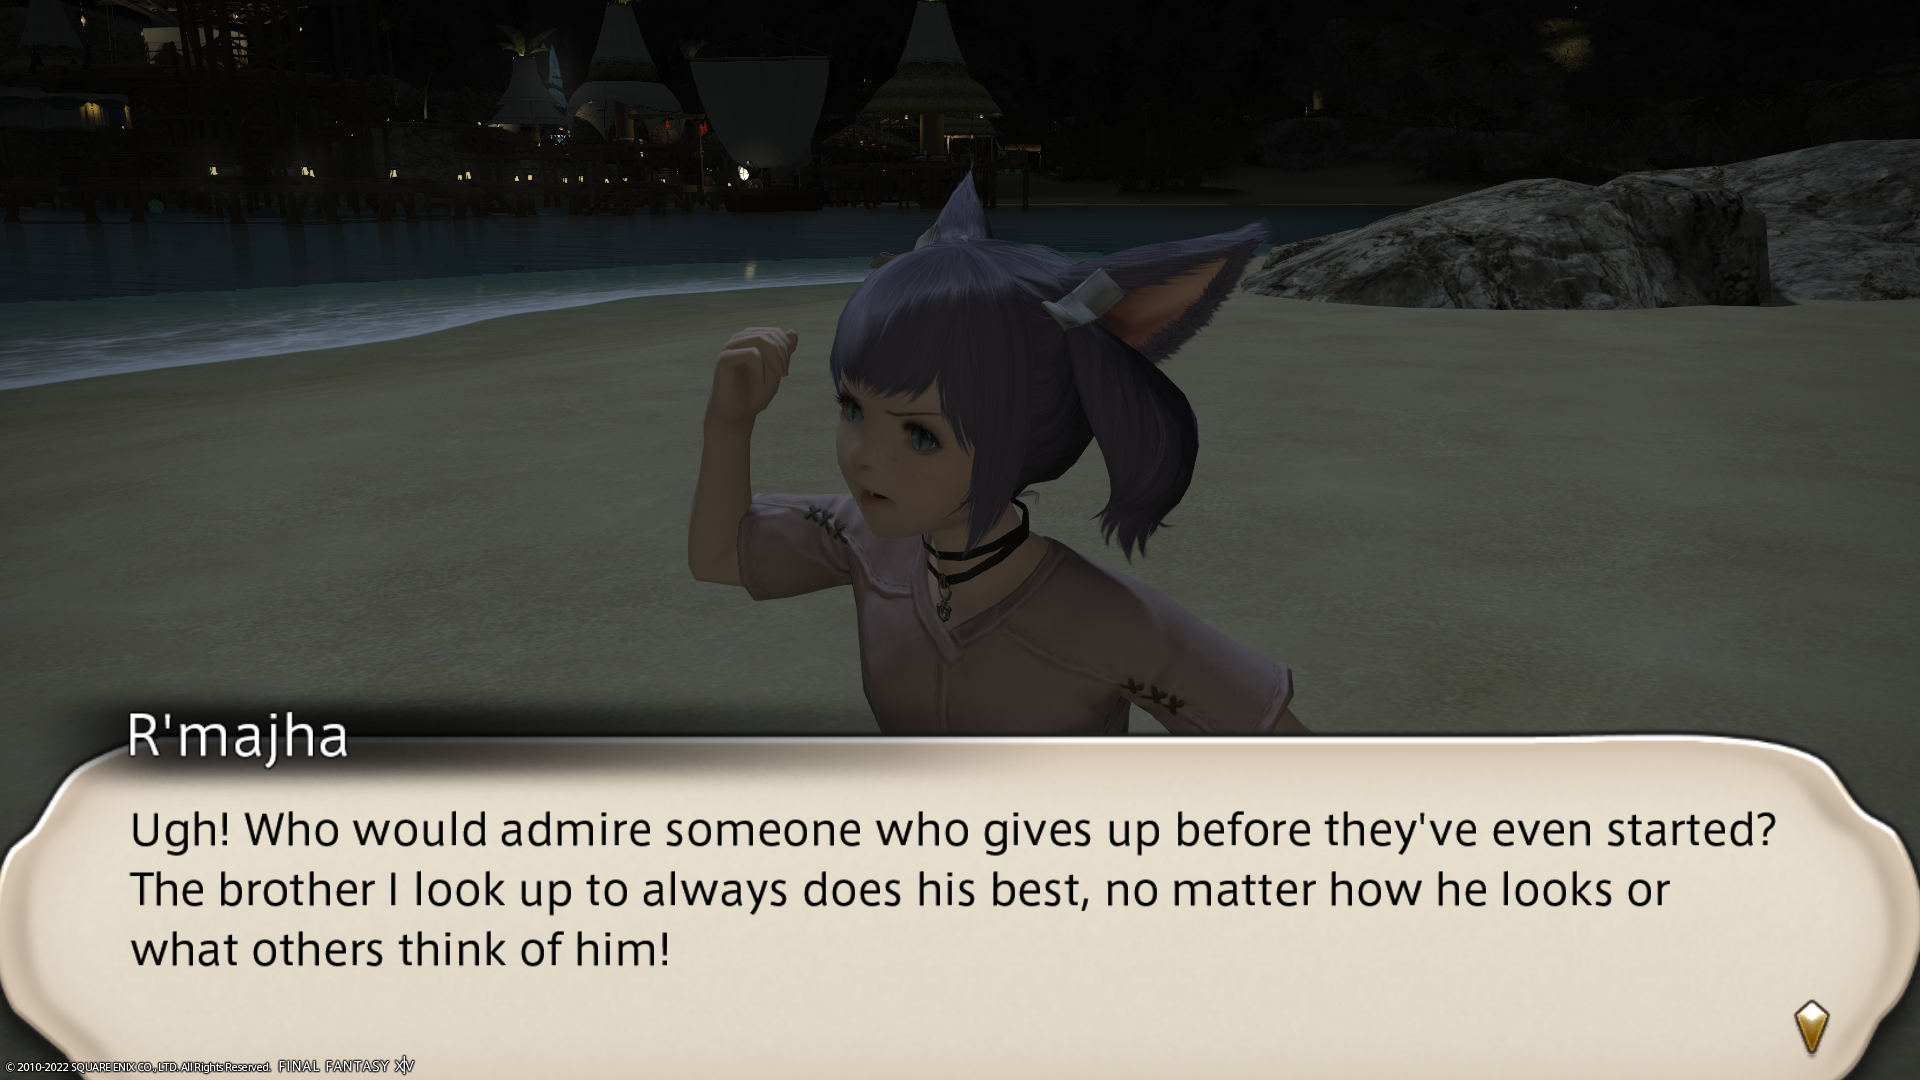 R'majha
Ugh! Who would admire someone who gives up before they've even started?
The brother I look up to always does his best, no matter how he looks or
what others think of him!
© 2010-2022 SQUARE ENIX CO., LTD. All Rights Reserved. FINAL FANTASY XIV